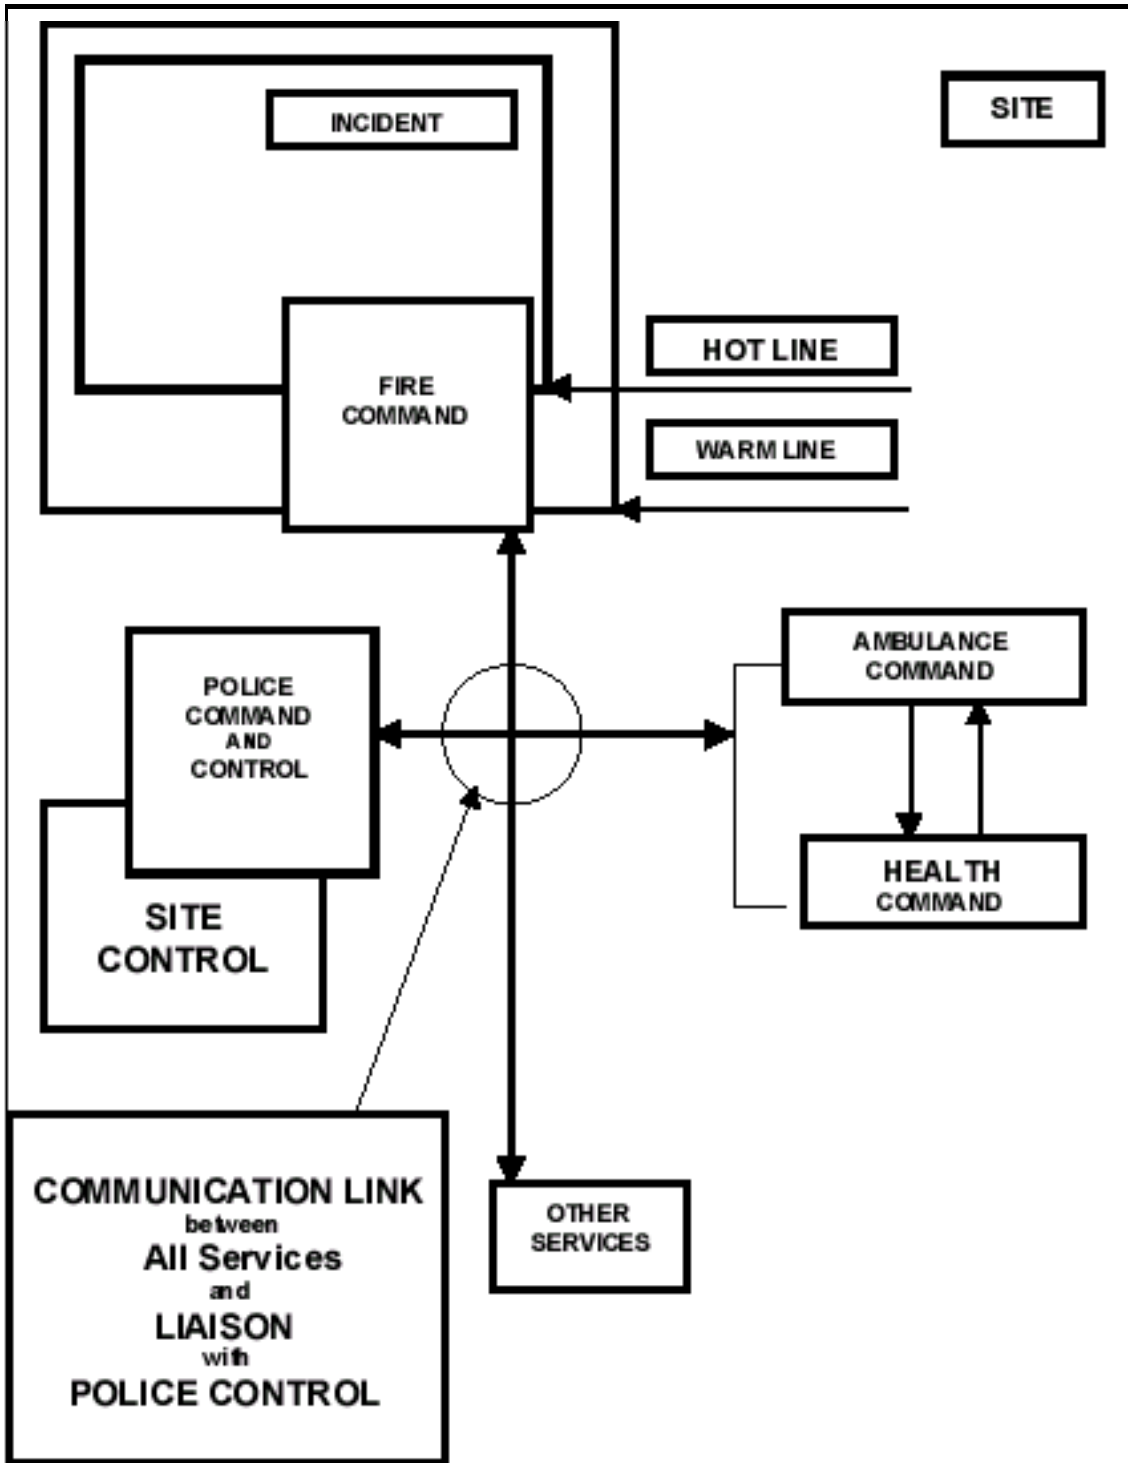 INCIDENT
SITE
FIRE
COMMAND
HOT LINE
WARM LINE
POLICE
COMMAND
AND
CONTROL
AMBULANCE
COMMAND
HEALTH
COMMAND
SITE
CONTROL
COMMUNICATION LINK
between
All Services
and
LIAISON
with
POLICE CONTROL
OTHER
SERVICES